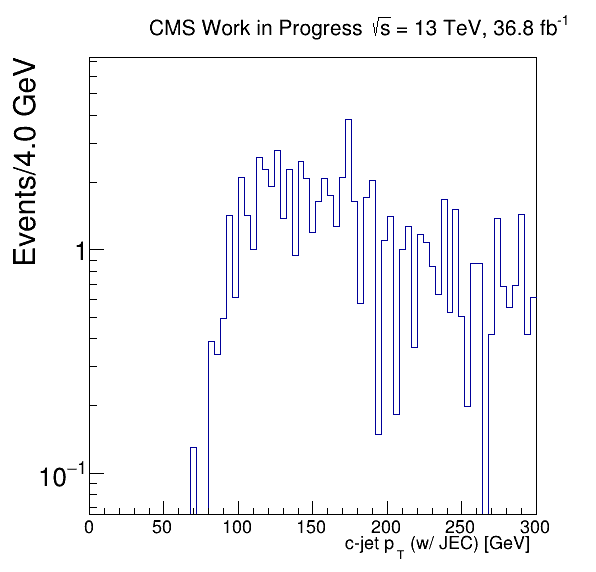 CMS Work in Progress √s = 13 TeV, 36.8 fb⁻¹
Events/4.0 GeV
1
10⁻¹
0 50 100 150 200 250 300
c-jet p_T (w/ JEC) [GeV]